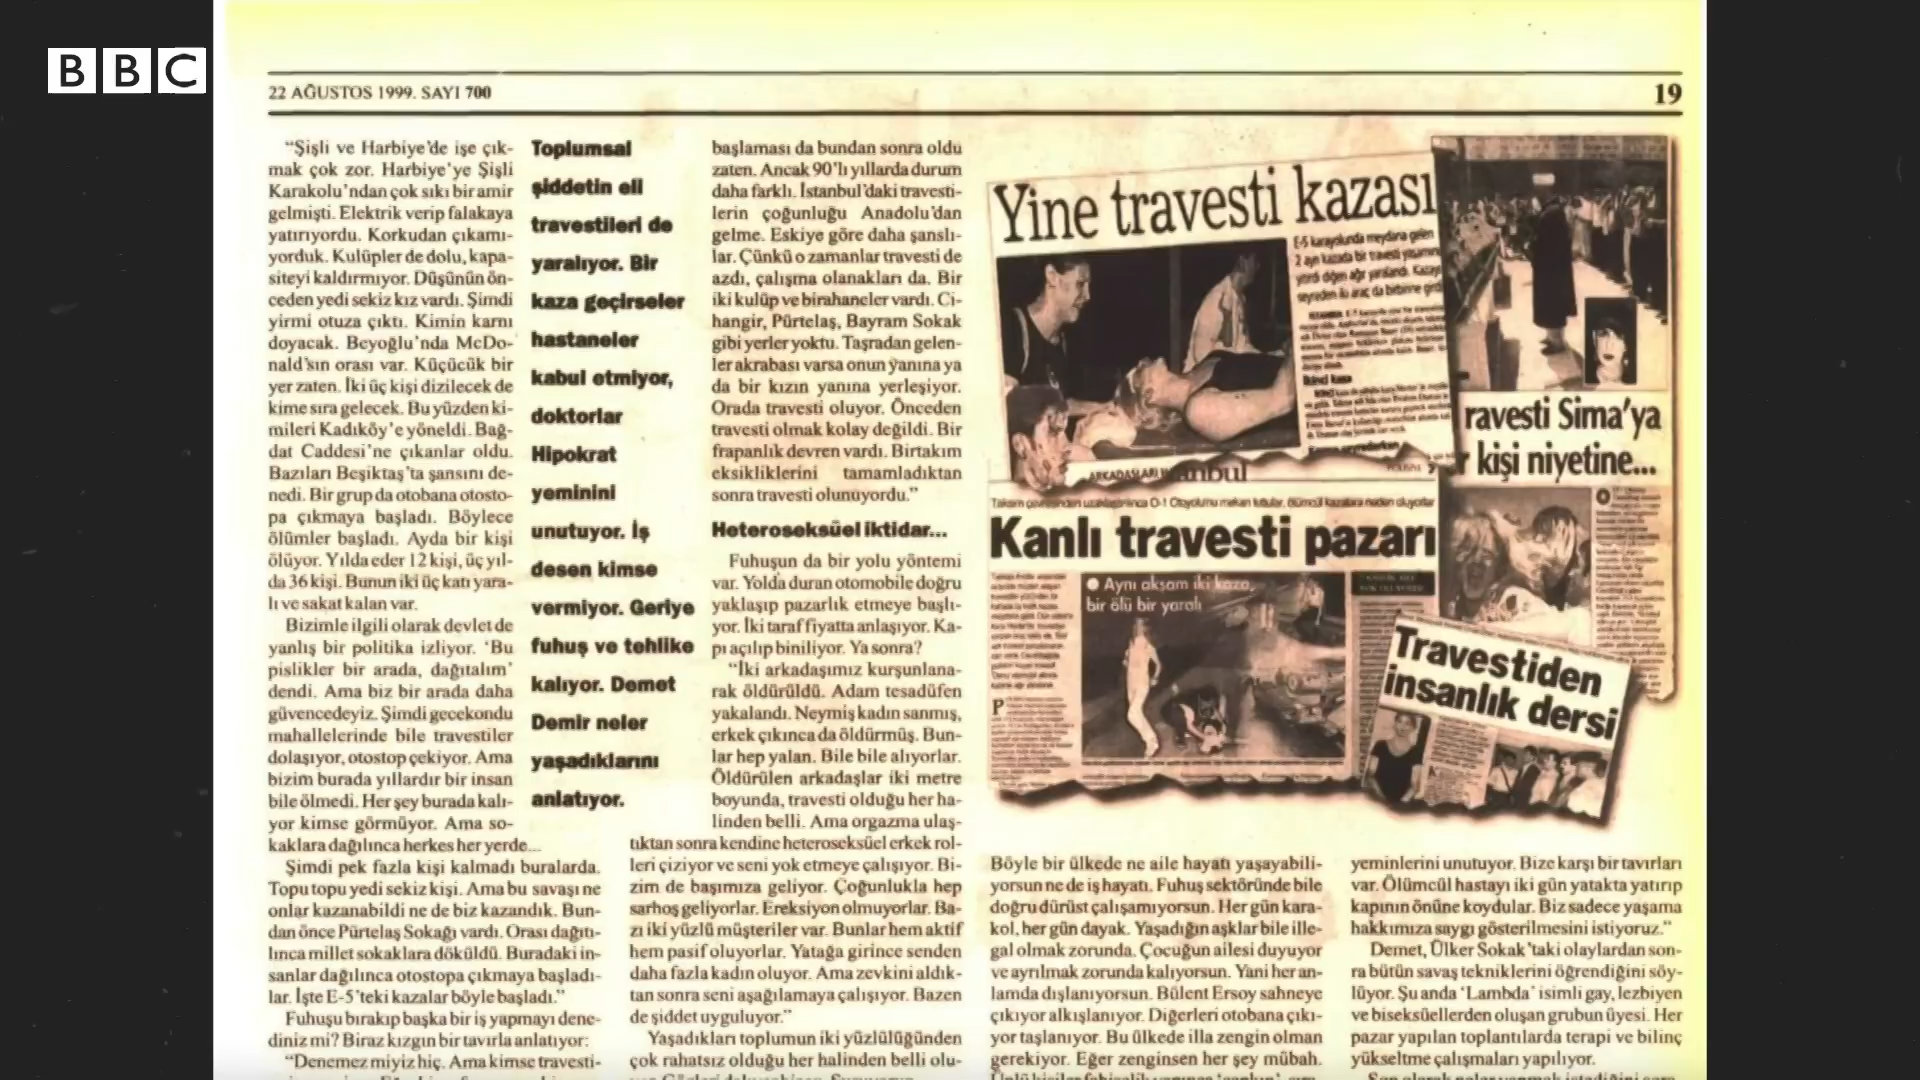 BBC
22 AĞUSTOS 1999. SAYI 700
19
“Şişli ve Harbiye’de işe çık-
mak çok zor. Harbiye’ye Şişli
Karakolu’ndan çok sıkı bir amir
gelmişti. Elektrik verip falakaya
yatırıyordu. Korkudan çıkamı-
yorduk. Kulüpler de dolu, kapa-
siteyi kaldırmıyor. Düşünün ön-
ceden yedi sekiz kız vardı. Şimdi
yirmi otuza çıktı. Kimin karnı
doyacak. Beyoğlu’nda McDo-
nald’sın orası var. Küçücük bir
yer zaten. İki üç kişi dizilecek de
kime sıra gelecek. Bu yüzden ki-
mileri Kadıköy’e yöneldi. Bağ-
dat Caddesi’ne çıkanlar oldu.
Bazıları Beşiktaş’ta şansını de-
nedi. Bir grup da otobana otosto-
pa çıkmaya başladı. Böylece
ölümler başladı. Ayda bir kişi
ölüyor. Yılda eder 12 kişi, üç yıl-
da 36 kişi. Bunun iki üç katı yara-
lı ve sakat kalan var.
Bizimle ilgili olarak devlet de
yanlış bir politika izliyor. ‘Bu
pislikler bir arada, dağıtalım’
dendi. Ama biz bir arada daha
güvencedeyiz. Şimdi gecekondu
mahallelerinde bile travestiler
dolaşıyor, otostop çekiyor. Ama
bizim burada yıllardır bir insan
bile ölmedi. Her şey burada kalı-
yor kimse görmüyor. Ama so-
kaklara dağılınca herkes her yerde...
Şimdi pek fazla kişi kalmadı buralarda.
Topu topu yedi sekiz kişi. Ama bu savaşı ne
onlar kazanabildi ne de biz kazandık. Bun-
dan önce Pürtelaş Sokağı vardı. Orası dağıtı-
lınca millet sokaklara döküldü. Buradaki in-
sanlar dağılınca otostopa çıkmaya başladı-
lar. İşte E-5’teki kazalar böyle başladı.”
Fuhuşu bırakıp başka bir iş yapmayı dene-
diniz mi? Biraz kızgın bir tavırla anlatıyor:
“Denemez miyiz hiç. Ama kimse travesti-
Toplumsal
şiddetin eli
travestileri de
yaralıyor. Bir
kaza geçirseler
hastaneler
kabul etmiyor,
doktorlar
Hipokrat
yeminini
unutuyor. İş
desen kimse
vermiyor. Geriye
fuhuş ve tehlike
kalıyor. Demet
Demir neler
yaşadıklarını
anlatıyor.
başlaması da bundan sonra oldu
zaten. Ancak 90’lı yıllarda durum
daha farklı. İstanbul’daki travesti-
lerin çoğunluğu Anadolu’dan
gelme. Eskiye göre daha şanslı-
lar. Çünkü o zamanlar travesti de
azdı, çalışma olanakları da. Bir
iki kulüp ve birahaneler vardı. Ci-
hangir, Pürtelaş, Bayram Sokak
gibi yerler yoktu. Taşradan gelen-
ler akrabası varsa onun yanına ya
da bir kızın yanına yerleşiyor.
Orada travesti oluyor. Önceden
travesti olmak kolay değildi. Bir
frapanlık devren vardı. Birtakım
eksikliklerini tamamladıktan
sonra travesti olunuyordu.”
Heteroseksüel iktidar...
Fuhuşun da bir yolu yöntemi
var. Yolda duran otomobile doğru
yaklaşıp pazarlık etmeye başlı-
yor. İki taraf fiyatta anlaşıyor. Ka-
pı açılıp biniliyor. Ya sonra?
“İki arkadaşımız kurşunlana-
rak öldürüldü. Adam tesadüfen
yakalandı. Neymiş kadın sanmış,
erkek çıkınca da öldürmüş. Bun-
lar hep yalan. Bile bile alıyorlar.
Öldürülen arkadaşlar iki metre
boyunda, travesti olduğu her ha-
linden belli. Ama orgazma ulaş-
tıktan sonra kendine heteroseksüel erkek rol-
leri çiziyor ve seni yok etmeye çalışıyor. Bi-
zim de başımıza geliyor. Çoğunlukla hep
sarhoş geliyorlar. Ereksiyon olmuyorlar. Ba-
zı iki yüzlü müşteriler var. Bunlar hem aktif
hem pasif oluyorlar. Yatağa girince senden
daha fazla kadın oluyor. Ama zevkini aldık-
tan sonra seni aşağılamaya çalışıyor. Bazen
de şiddet uyguluyor.”
Yaşadıkları toplumun iki yüzlülüğünden
çok rahatsız olduğu her halinden belli olu-
Yine travesti kazası
E-5 karayolunda meydana gelen
2 ayrı kazada bir travesti yaşamını
yitirdi diğeri ağır yaralandı.
İkinci kaza
ravesti Sima’ya
r kişi niyetine...
Kanlı travesti pazarı
Aynı akşam iki kaza,
bir ölü bir yaralı
Travestiden
insanlık dersi
Böyle bir ülkede ne aile hayatı yaşayabili-
yorsun ne de iş hayatı. Fuhuş sektöründe bile
doğru dürüst çalışamıyorsun. Her gün kara-
kol, her gün dayak. Yaşadığın aşklar bile ille-
gal olmak zorunda. Çocuğun ailesi duyuyor
ve ayrılmak zorunda kalıyorsun. Yani her an-
lamda dışlanıyorsun. Bülent Ersoy sahneye
çıkıyor alkışlanıyor. Diğerleri otobana çıkı-
yor taşlanıyor. Bu ülkede illa zengin olman
gerekiyor. Eğer zenginsen her şey mübah.
yeminlerini unutuyor. Bize karşı bir tavırları
var. Ölümcül hastayı iki gün yatakta yatırıp
kapının önüne koydular. Biz sadece yaşama
hakkımıza saygı gösterilmesini istiyoruz.”
Demet, Ülker Sokak’taki olaylardan son-
ra bütün savaş tekniklerini öğrendiğini söy-
lüyor. Şu anda ‘Lambda’ isimli gay, lezbiyen
ve biseksüellerden oluşan grubun üyesi. Her
pazar yapılan toplantılarda terapi ve bilinç
yükseltme çalışmaları yapılıyor.